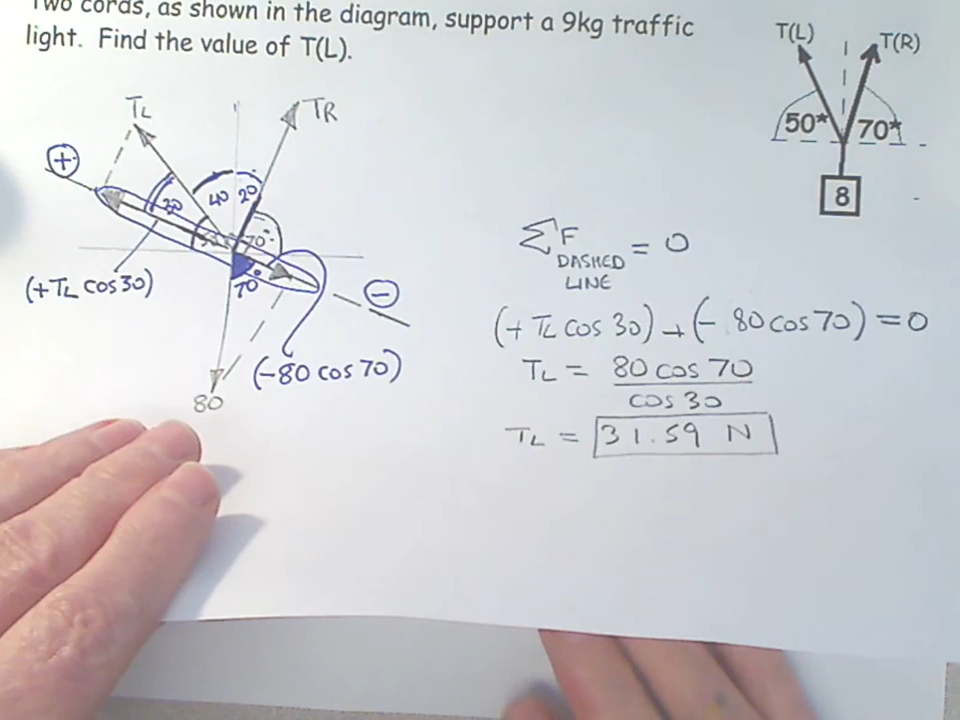 Two cords, as shown in the diagram, support a 9kg traffic
light. Find the value of T(L).
T(L)
T(R)
50*
70*
8
TL
TR
+
30
40
20
50
70°
70°
(+TL cos30)
−
(-80 cos 70)
80
ΣF DASHED LINE = 0
(+ TL cos 30) + (- 80 cos 70) = 0
TL = 80 cos 70 / cos 30
TL = 31.59 N